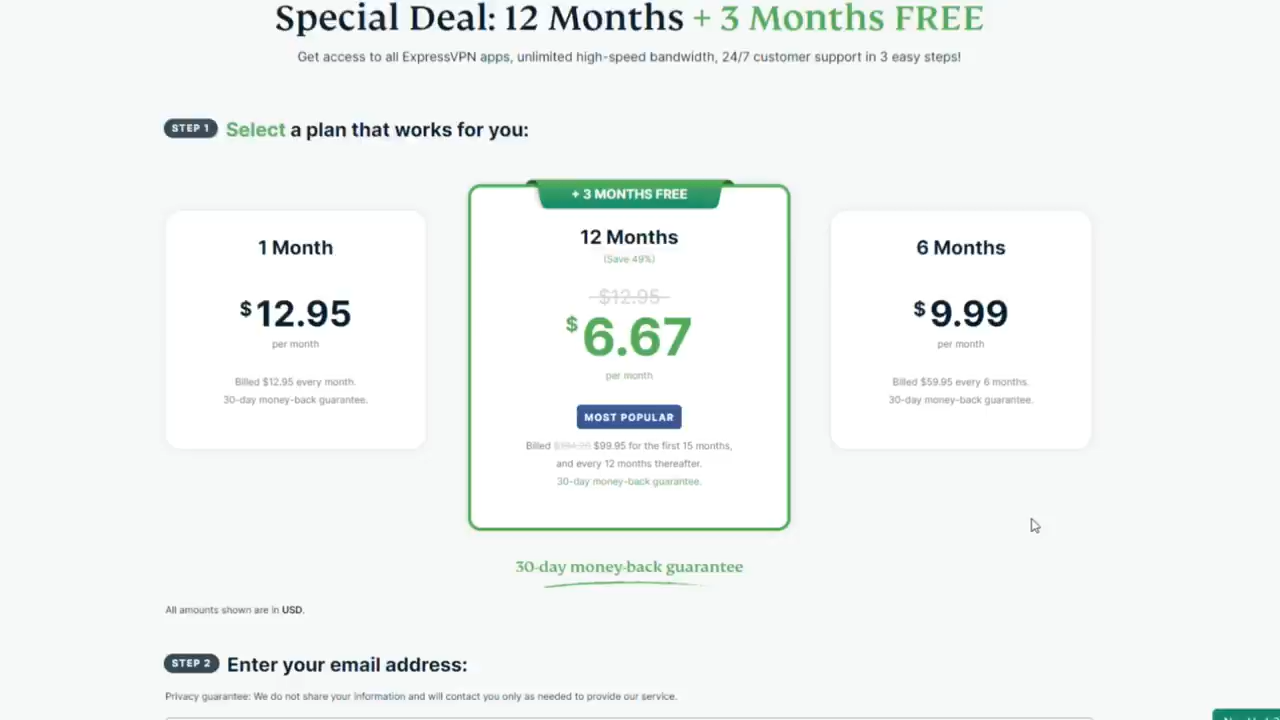 Special Deal: 12 Months + 3 Months FREE
Get access to all ExpressVPN apps, unlimited high-speed bandwidth, 24/7 customer support in 3 easy steps!
STEP 1 Select a plan that works for you:
1 Month
$12.95
per month
Billed $12.95 every month.
30-day money-back guarantee.
+ 3 MONTHS FREE
12 Months
(Save 49%)
$12.95
$6.67
per month
MOST POPULAR
Billed $99.95 for the first 15 months,
and every 12 months thereafter.
30-day money-back guarantee.
6 Months
$9.99
per month
Billed $59.95 every 6 months.
30-day money-back guarantee.
30-day money-back guarantee
All amounts shown are in USD.
STEP 2 Enter your email address:
Privacy guarantee: We do not share your information and will contact you only as needed to provide our service.